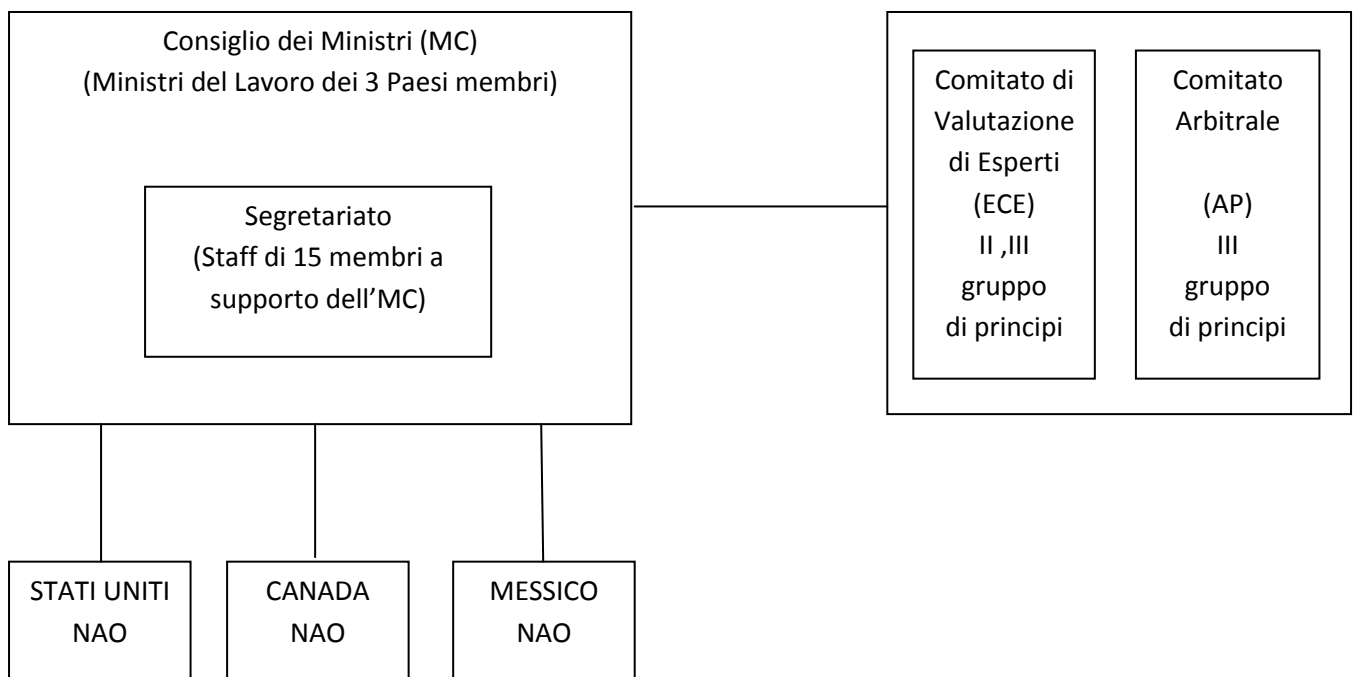 Consiglio dei Ministri (MC)
(Ministri del Lavoro dei 3 Paesi membri)
Segretariato
(Staff di 15 membri a
supporto dell’MC)
Comitato di
Valutazione
di Esperti
(ECE)
II ,III
gruppo
di principi
Comitato
Arbitrale
(AP)
III
gruppo
di principi
STATI UNITI
NAO
CANADA
NAO
MESSICO
NAO